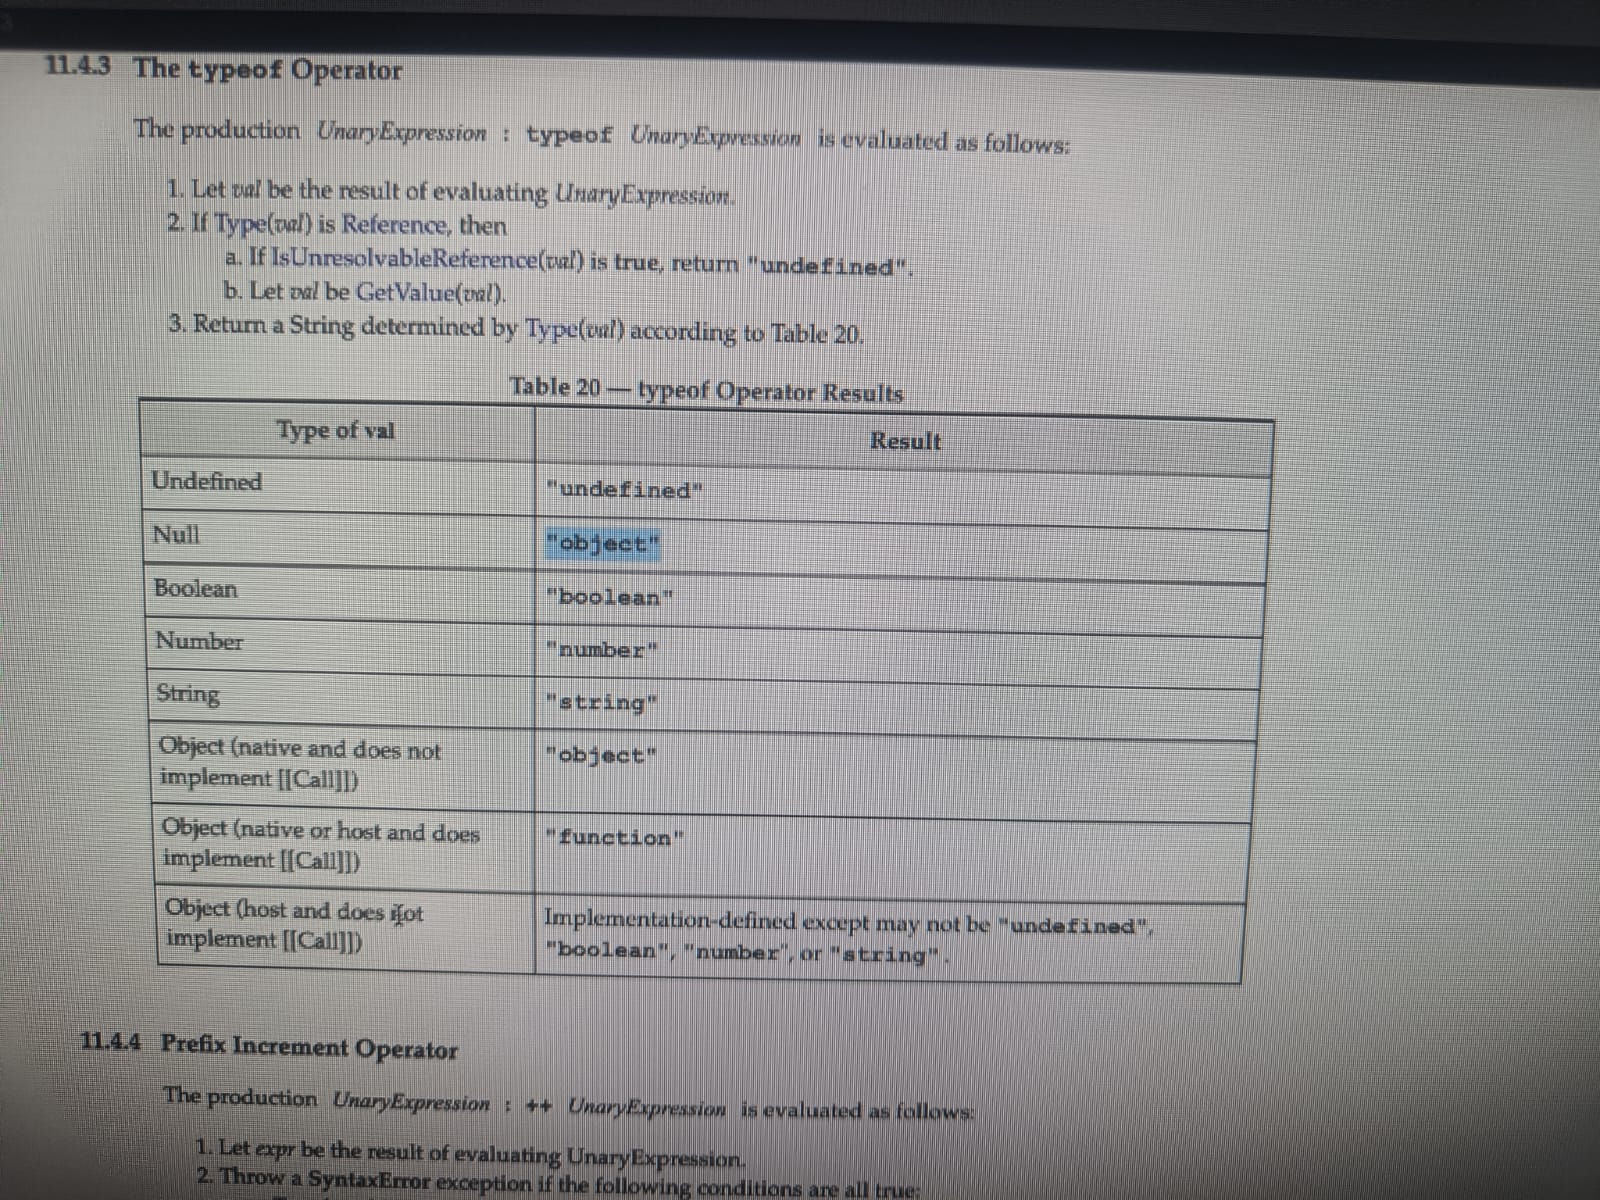 11.4.3 The typeof Operator
The production UnaryExpression : typeof UnaryExpression is evaluated as follows:
1. Let val be the result of evaluating UnaryExpression.
2. If Type(val) is Reference, then
a. If IsUnresolvableReference(val) is true, return "undefined".
b. Let val be GetValue(val).
3. Return a String determined by Type(val) according to Table 20.
Table 20 — typeof Operator Results
Type of val Result
Undefined "undefined"
Null "object"
Boolean "boolean"
Number "number"
String "string"
Object (native and does not "object"
implement [[Call]])
Object (native or host and does "function"
implement [[Call]])
Object (host and does not Implementation-defined except may not be "undefined",
implement [[Call]]) "boolean", "number", or "string".
11.4.4 Prefix Increment Operator
The production UnaryExpression : ++ UnaryExpression is evaluated as follows:
1. Let expr be the result of evaluating UnaryExpression.
2. Throw a SyntaxError exception if the following conditions are all true: